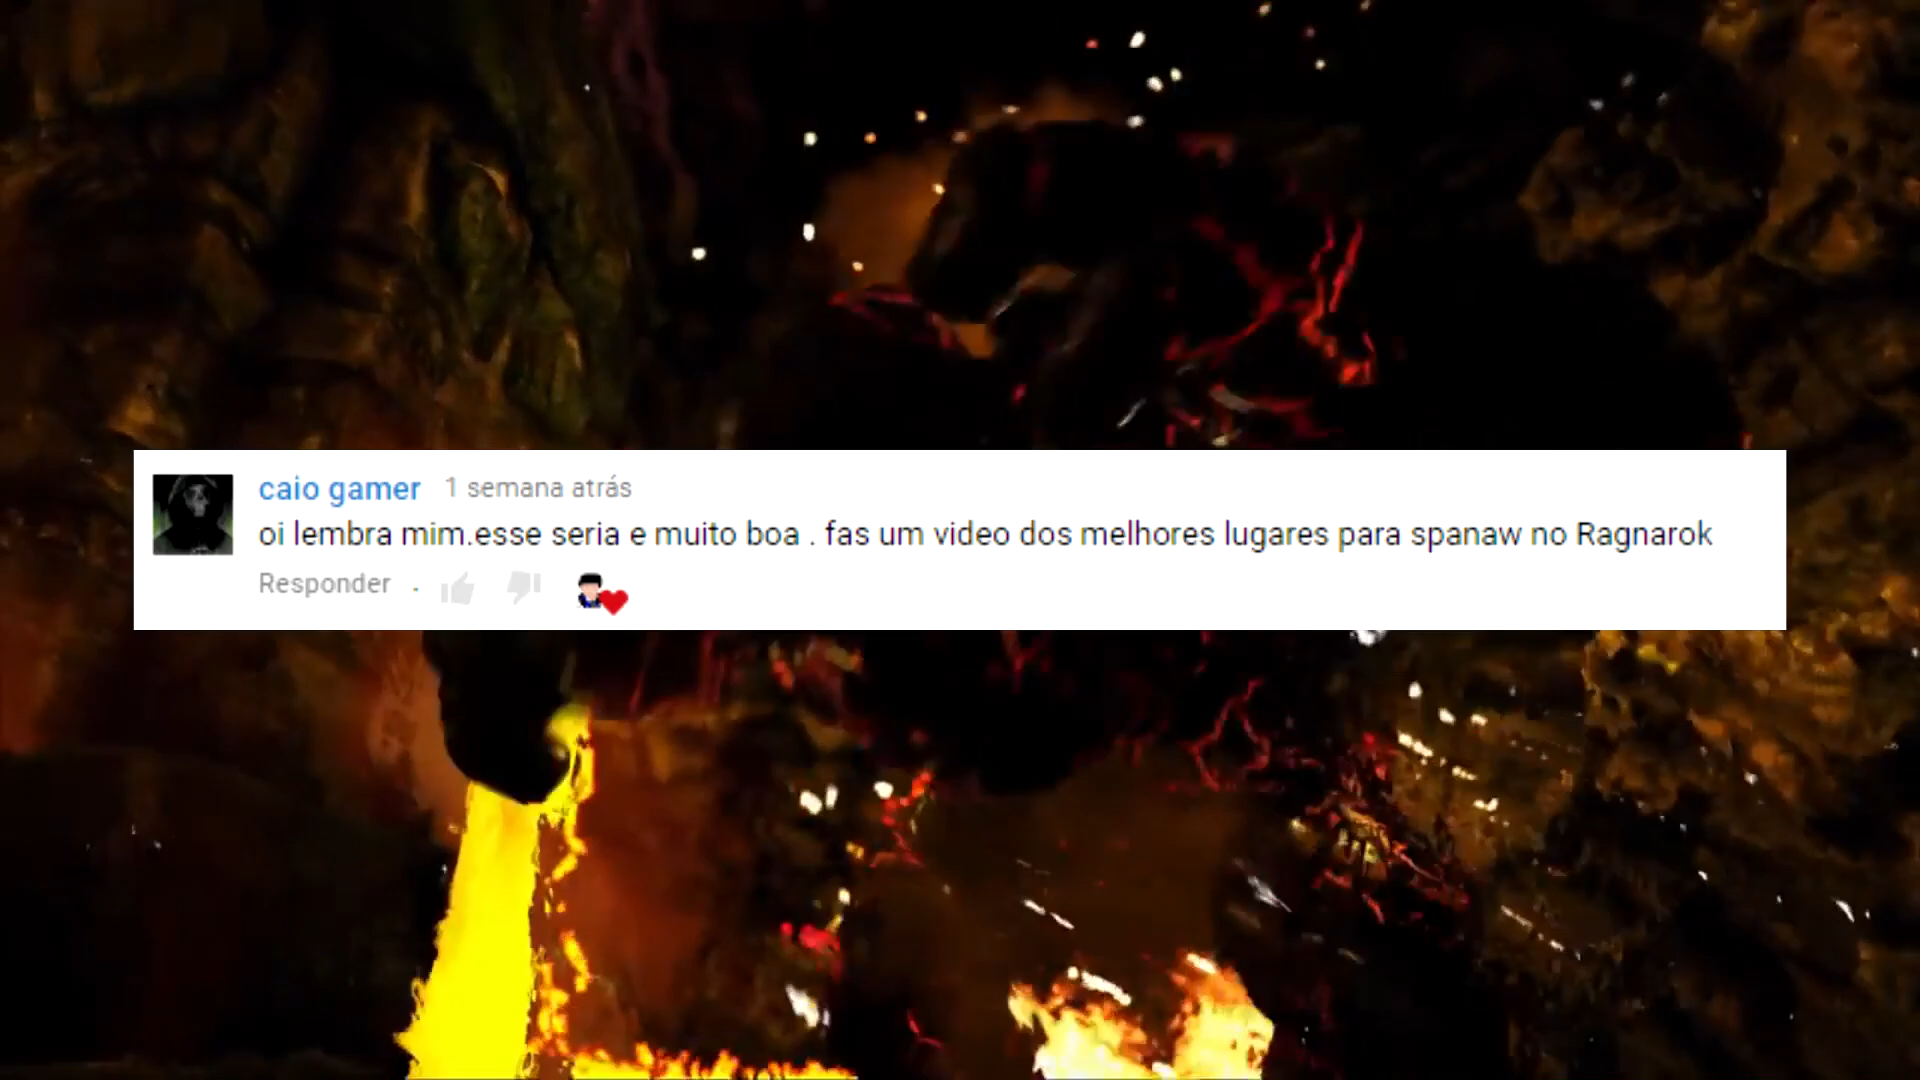 caio gamer 1 semana atrás
oi lembra mim.esse seria e muito boa . fas um video dos melhores lugares para spanaw no Ragnarok
Responder .